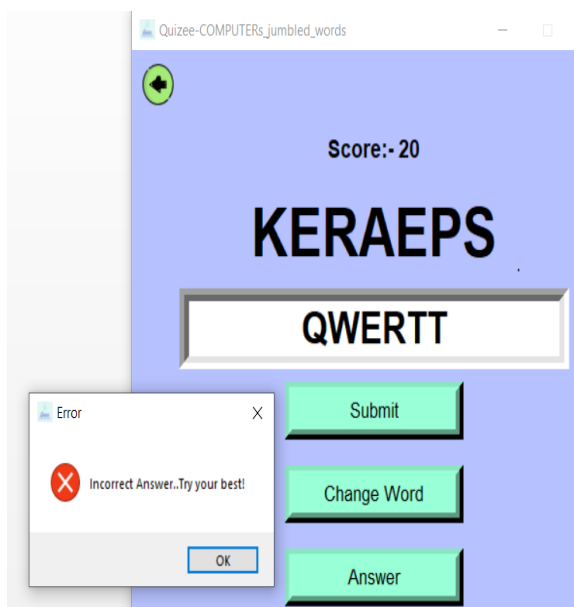 Quizee-COMPUTERs_jumbled_words
Score:- 20
KERAEPS
QWERTT
Submit
Error
X
Incorrect Answer..Try your best!
Change Word
OK
Answer